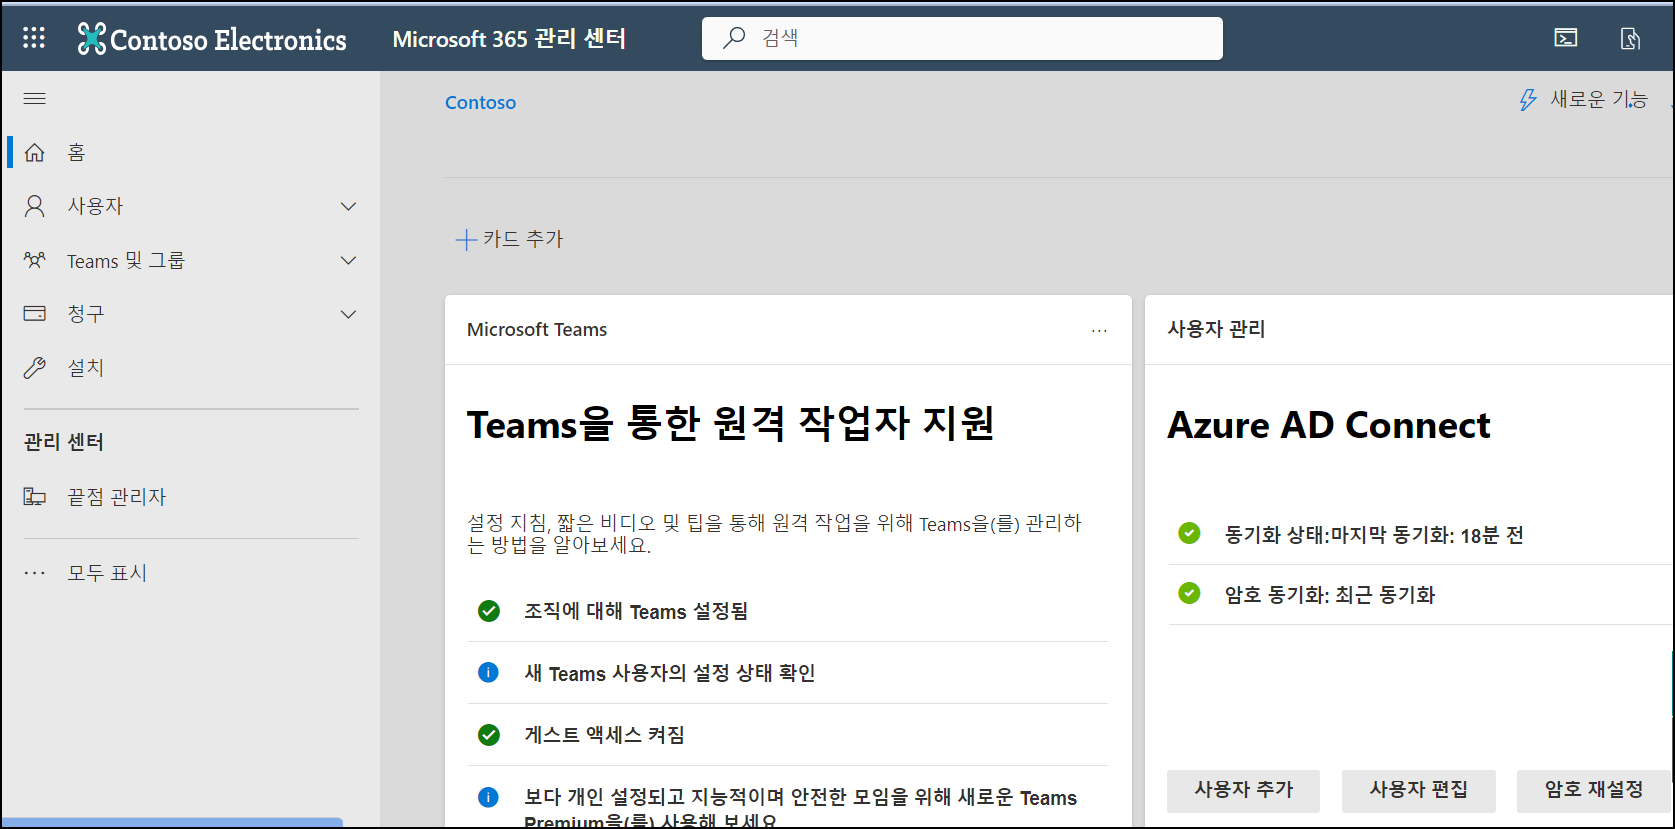 Contoso Electronics
Microsoft 365 관리 센터
검색
홈
사용자
Teams 및 그룹
청구
설치
관리 센터
끝점 관리자
모두 표시
Contoso
새로운 기능
카드 추가
Microsoft Teams
Teams을 통한 원격 작업자 지원
설정 지침, 짧은 비디오 및 팁을 통해 원격 작업을 위해 Teams을(를) 관리하
는 방법을 알아보세요.
조직에 대해 Teams 설정됨
새 Teams 사용자의 설정 상태 확인
게스트 액세스 켜짐
보다 개인 설정되고 지능적이며 안전한 모임을 위해 새로운 Teams
Premium을(를) 사용해 보세요
사용자 관리
Azure AD Connect
동기화 상태:마지막 동기화: 18분 전
암호 동기화: 최근 동기화
사용자 추가
사용자 편집
암호 재설정